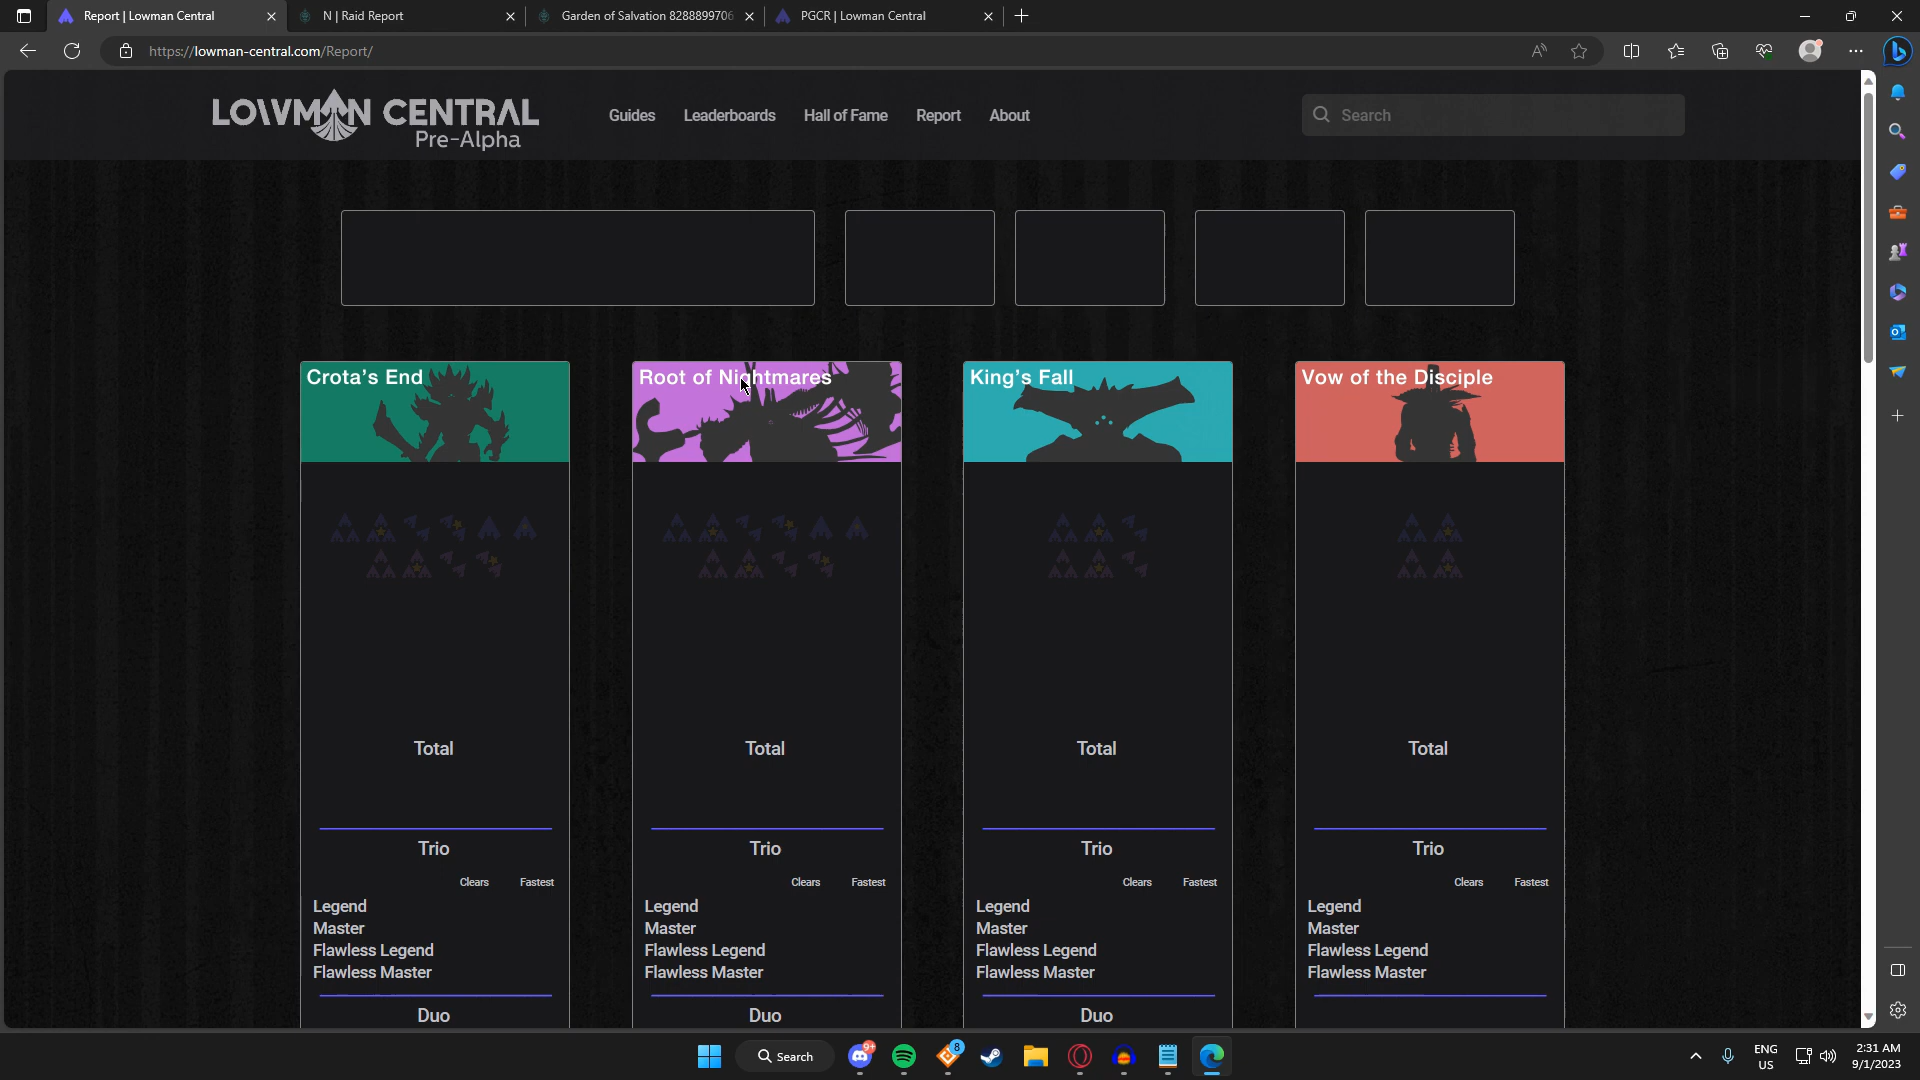 Report | Lowman Central
N | Raid Report
Garden of Salvation 8288899706
PGCR | Lowman Central
https://lowman-central.com/Report/
LOWMAN CENTRAL
Pre-Alpha
Guides
Leaderboards
Hall of Fame
Report
About
Search
Crota's End
Root of Nightmares
King's Fall
Vow of the Disciple
Total
Total
Total
Total
Trio
Trio
Trio
Trio
Clears Fastest
Clears Fastest
Clears Fastest
Clears Fastest
Legend
Master
Flawless Legend
Flawless Master
Legend
Master
Flawless Legend
Flawless Master
Legend
Master
Flawless Legend
Flawless Master
Legend
Master
Flawless Legend
Flawless Master
Duo
Duo
Duo
Search
9+
8
ENG
US
2:31 AM
9/1/2023